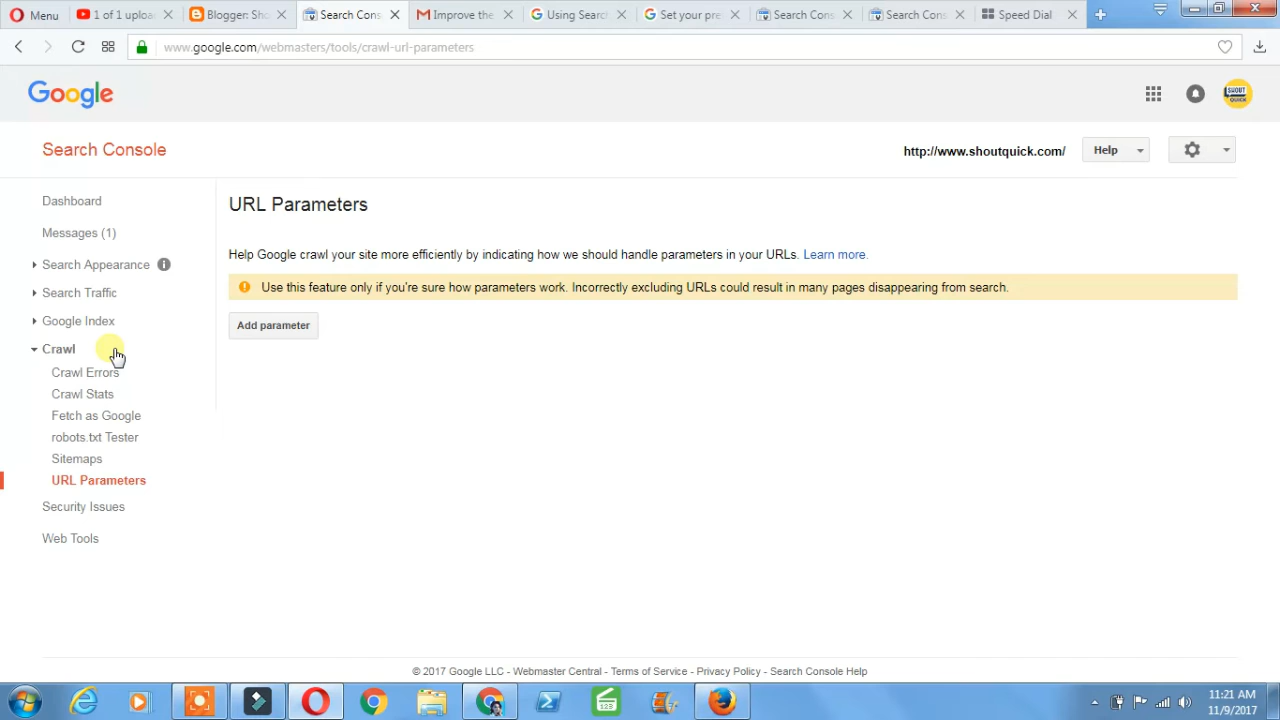 Menu
1 of 1 uploa
Blogger: Sho
Search Cons
Improve the
Using Searc
Set your pre
Search Cons
Search Cons
Speed Dial
www.google.com/webmasters/tools/crawl-url-parameters
Google
SHOUT
QUICK
Search Console
http://www.shoutquick.com/
Help
Dashboard
URL Parameters
Messages (1)
Help Google crawl your site more efficiently by indicating how we should handle parameters in your URLs. Learn more.
Search Appearance
Use this feature only if you're sure how parameters work. Incorrectly excluding URLs could result in many pages disappearing from search.
Search Traffic
Add parameter
Google Index
Crawl
Crawl Errors
Crawl Stats
Fetch as Google
robots.txt Tester
Sitemaps
URL Parameters
Security Issues
Web Tools
© 2017 Google LLC - Webmaster Central - Terms of Service - Privacy Policy - Search Console Help
123
11:21 AM
11/9/2017